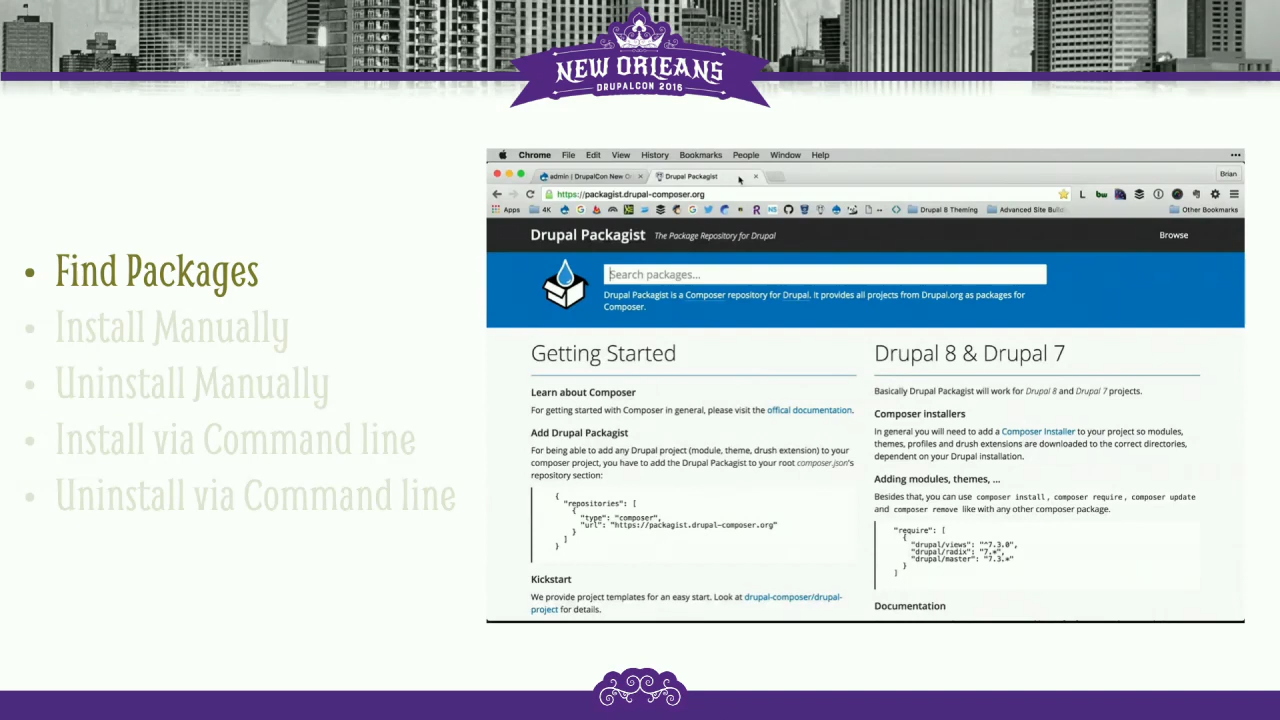 NEW ORLEANS
DRUPALCON 2016
• Find Packages
• Install Manually
• Uninstall Manually
• Install via Command line
• Uninstall via Command line
Chrome File Edit View History Bookmarks People Window Help
admin | DrupalCon New Or
Drupal Packagist
Brian
https://packagist.drupal-composer.org
Apps 4K Drupal 8 Theming Advanced Site Buil Other Bookmarks
Drupal Packagist The Package Repository for Drupal
Browse
Search packages...
Drupal Packagist is a Composer repository for Drupal. It provides all projects from Drupal.org as packages for
Composer.
Getting Started
Learn about Composer
For getting started with Composer in general, please visit the offical documentation.
Add Drupal Packagist
For being able to add any Drupal project (module, theme, drush extension) to your
composer project, you have to add the Drupal Packagist to your root composer.json's
repository section:
{
"repositories": [
{
"type": "composer",
"url": "https://packagist.drupal-composer.org"
}
]
}
Kickstart
We provide project templates for an easy start. Look at drupal-composer/drupal-
project for details.
Drupal 8 & Drupal 7
Basically Drupal Packagist will work for Drupal 8 and Drupal 7 projects.
Composer installers
In general you will need to add a Composer Installer to your project so modules,
themes, profiles and drush extensions are downloaded to the correct directories,
dependent on your Drupal installation.
Adding modules, themes, ...
Besides that, you can use composer install, composer require, composer update
and composer remove like with any other composer package.
"require": [
{
"drupal/views": "^7.3.0",
"drupal/radix": "7.*",
"drupal/master": "7.3.*"
}
]
Documentation